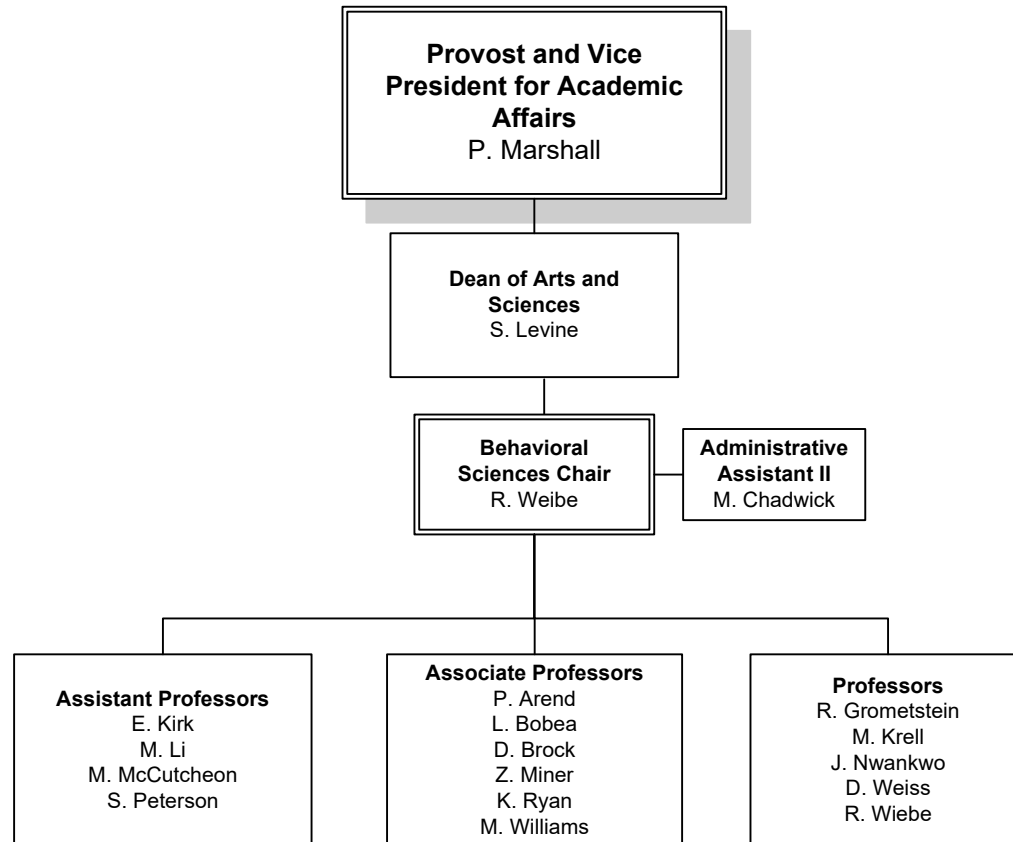 Provost and Vice
President for Academic
Affairs
P. Marshall
Dean of Arts and
Sciences
S. Levine
Behavioral
Sciences Chair
R. Weibe
Administrative
Assistant II
M. Chadwick
Assistant Professors
E. Kirk
M. Li
M. McCutcheon
S. Peterson
Associate Professors
P. Arend
L. Bobea
D. Brock
Z. Miner
K. Ryan
M. Williams
Professors
R. Grometstein
M. Krell
J. Nwankwo
D. Weiss
R. Wiebe